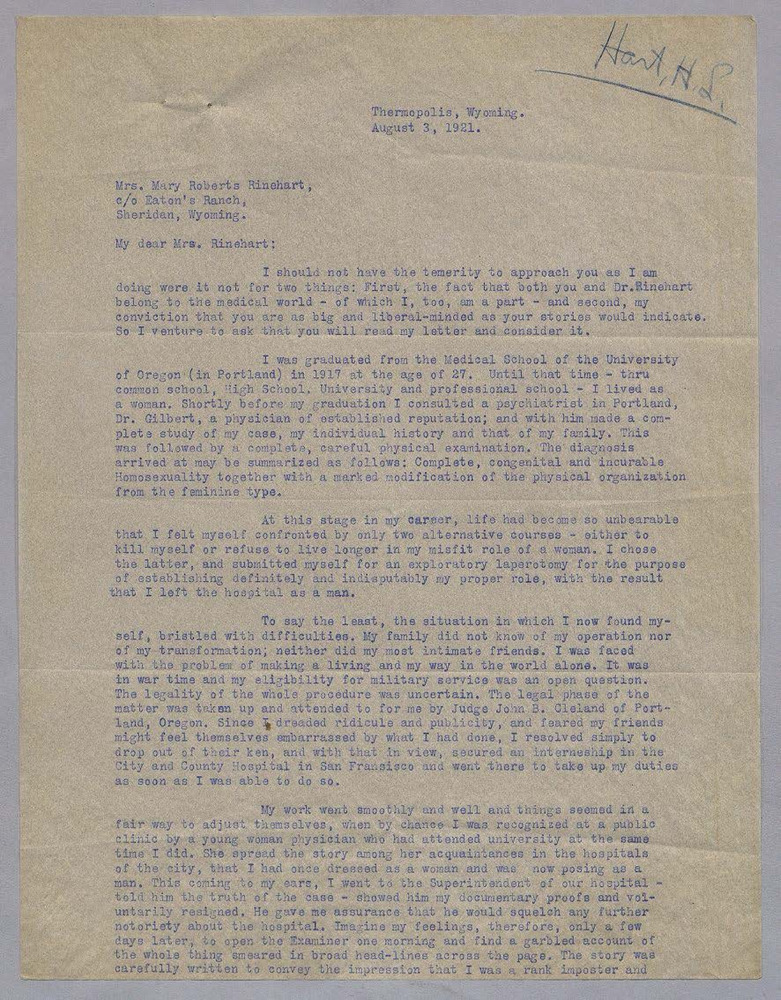 Hart, H.L.
Thermopolis, Wyoming.
August 3, 1921.
Mrs. Mary Roberts Rinehart,
c/o Eaton's Ranch,
Sheridan, Wyoming.
My dear Mrs. Rinehart:
I should not have the temerity to approach you as I am
doing were it not for two things: First, the fact that both you and Dr.Rinehart
belong to the medical world - of which I, too, am a part - and second, my
conviction that you are as big and liberal-minded as your stories would indicate.
So I venture to ask that you will read my letter and consider it.
I was graduated from the Medical School of the University
of Oregon (in Portland) in 1917 at the age of 27. Until that time - thru
common school, High School. University and professional school - I lived as
a woman. Shortly before my graduation I consulted a psychiatrist in Portland,
Dr. Gilbert, a physician of established reputation; and with him made a com-
plete study of my case, my individual history and that of my family. This
was followed by a complete, careful physical examination. The diagnosis
arrived at may be summarized as follows: Complete, congenital and incurable
Homosexuality together with a marked modification of the physical organization
from the feminine type.
At this stage in my career, life had become so unbearable
that I felt myself confronted by only two alternative courses - either to
kill myself or refuse to live longer in my misfit role of a woman. I chose
the latter, and submitted myself for an exploratory laperotomy for the purpose
of establishing definitely and indisputably my proper role, with the result
that I left the hospital as a man.
To say the least, the situation in which I now found my-
self, bristled with difficulties. My family did not know of my operation nor
of my transformation; neither did my most intimate friends. I was faced
with the problem of making a living and my way in the world alone. It was
in war time and my eligibility for military service was an open question.
The legality of the whole procedure was uncertain. The legal phase of the
matter was taken up and attended to for me by Judge John B. Cleland of Port-
land, Oregon. Since I dreaded ridicule and publicity, and feared my friends
might feel themselves embarrassed by what I had done, I resolved simply to
drop out of their ken, and with that in view, secured an interneship in the
City and County Hospital in San Fransisco and went there to take up my duties
as soon as I was able to do so.
My work went smoothly and well and things seemed in a
fair way to adjust themselves, when by chance I was recognized at a public
clinic by a young woman physician who had attended university at the same
time I did. She spread the story among her acquaintances in the hospitals
of the city, that I had once dressed as a woman and was now posing as a
man. This coming to my ears, I went to the Superintendent of our hospital -
told him the truth of the case - showed him my documentary proofs and vol-
untarily resigned. He gave me assurance that he would squelch any further
notoriety about the hospital. Imagine my feelings, therefore, only a few
days later, to open the Examiner one morning and find a garbled account of
the whole thing smeared in broad head-lines across the page. The story was
carefully written to convey the impression that I was a rank imposter and